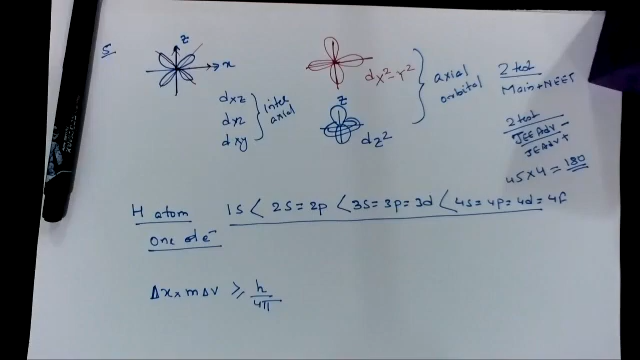 5
z
x
dxz
dyz
dxy
inter
axial
dx²-y²
z
dz²
axial
orbital
2 test
Main + NEET
2 test
JEE Adv -
JE Adv +
45 × 4 = 180
H atom
one e⁻
1s < 2s = 2p < 3s = 3p = 3d < 4s = 4p = 4d = 4f
Δx × mΔv ≥ h/4π